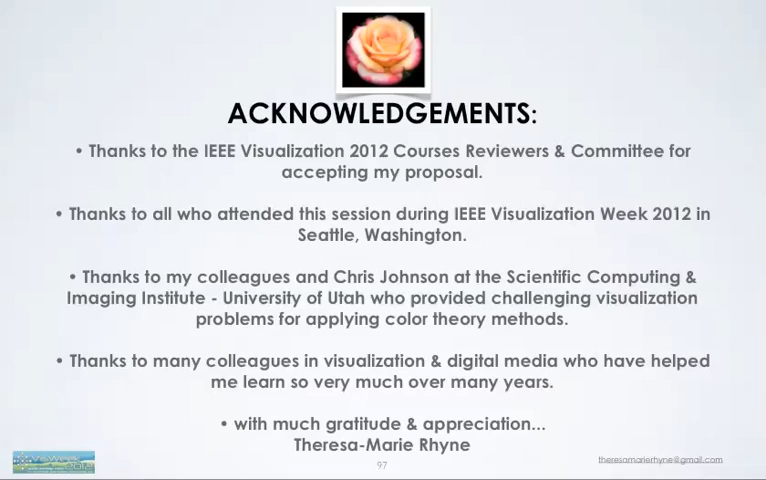 ACKNOWLEDGEMENTS:
• Thanks to the IEEE Visualization 2012 Courses Reviewers & Committee for
accepting my proposal.
• Thanks to all who attended this session during IEEE Visualization Week 2012 in
Seattle, Washington.
• Thanks to my colleagues and Chris Johnson at the Scientific Computing &
Imaging Institute - University of Utah who provided challenging visualization
problems for applying color theory methods.
• Thanks to many colleagues in visualization & digital media who have helped
me learn so very much over many years.
• with much gratitude & appreciation...
Theresa-Marie Rhyne
97
theresamarierhyne@gmail.com